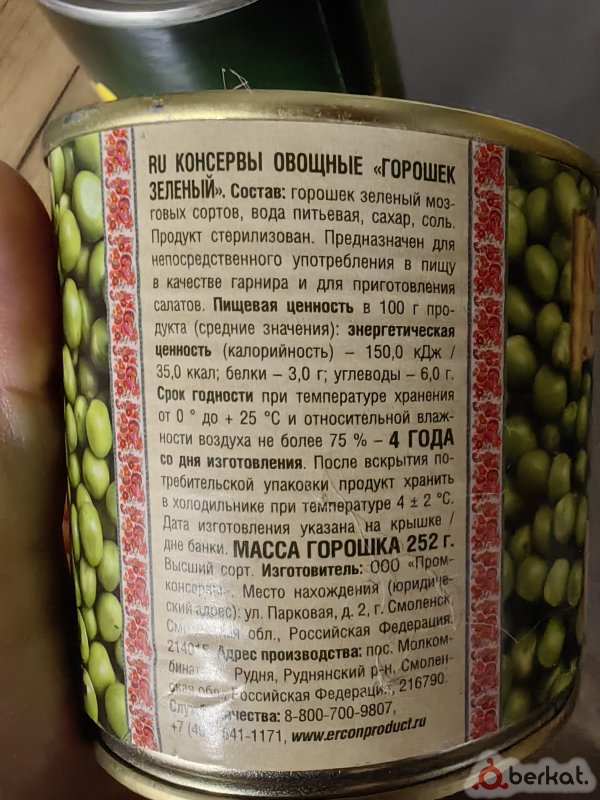 RU КОНСЕРВЫ ОВОЩНЫЕ «ГОРОШЕК
ЗЕЛЕНЫЙ». Состав: горошек зеленый моз-
говых сортов, вода питьевая, сахар, соль.
Продукт стерилизован. Предназначен для
непосредственного употребления в пищу
в качестве гарнира и для приготовления
салатов. Пищевая ценность в 100 г про-
дукта (средние значения): энергетическая
ценность (калорийность) – 150,0 кДж /
35,0 ккал; белки – 3,0 г; углеводы – 6,0 г.
Срок годности при температуре хранения
от 0 ° до + 25 °С и относительной влаж-
ности воздуха не более 75 % – 4 ГОДА
со дня изготовления. После вскрытия по-
требительской упаковки продукт хранить
в холодильнике при температуре 4 ± 2 °С.
Дата изготовления указана на крышке /
дне банки. МАССА ГОРОШКА 252 г.
Высший сорт. Изготовитель: ООО «Пром-
консервы». Место нахождения (юридиче-
ский адрес): ул. Парковая, д. 2, г. Смоленск,
обл., Российская Федерация,
Адрес производства: пос. Молком-
Рудня, Руднянский р-н, Смолен-
ская обл., Российская Федерация, 216790.
Служба качества: 8-800-700-9807,
641-1171, www.erconproduct.ru
berkat.